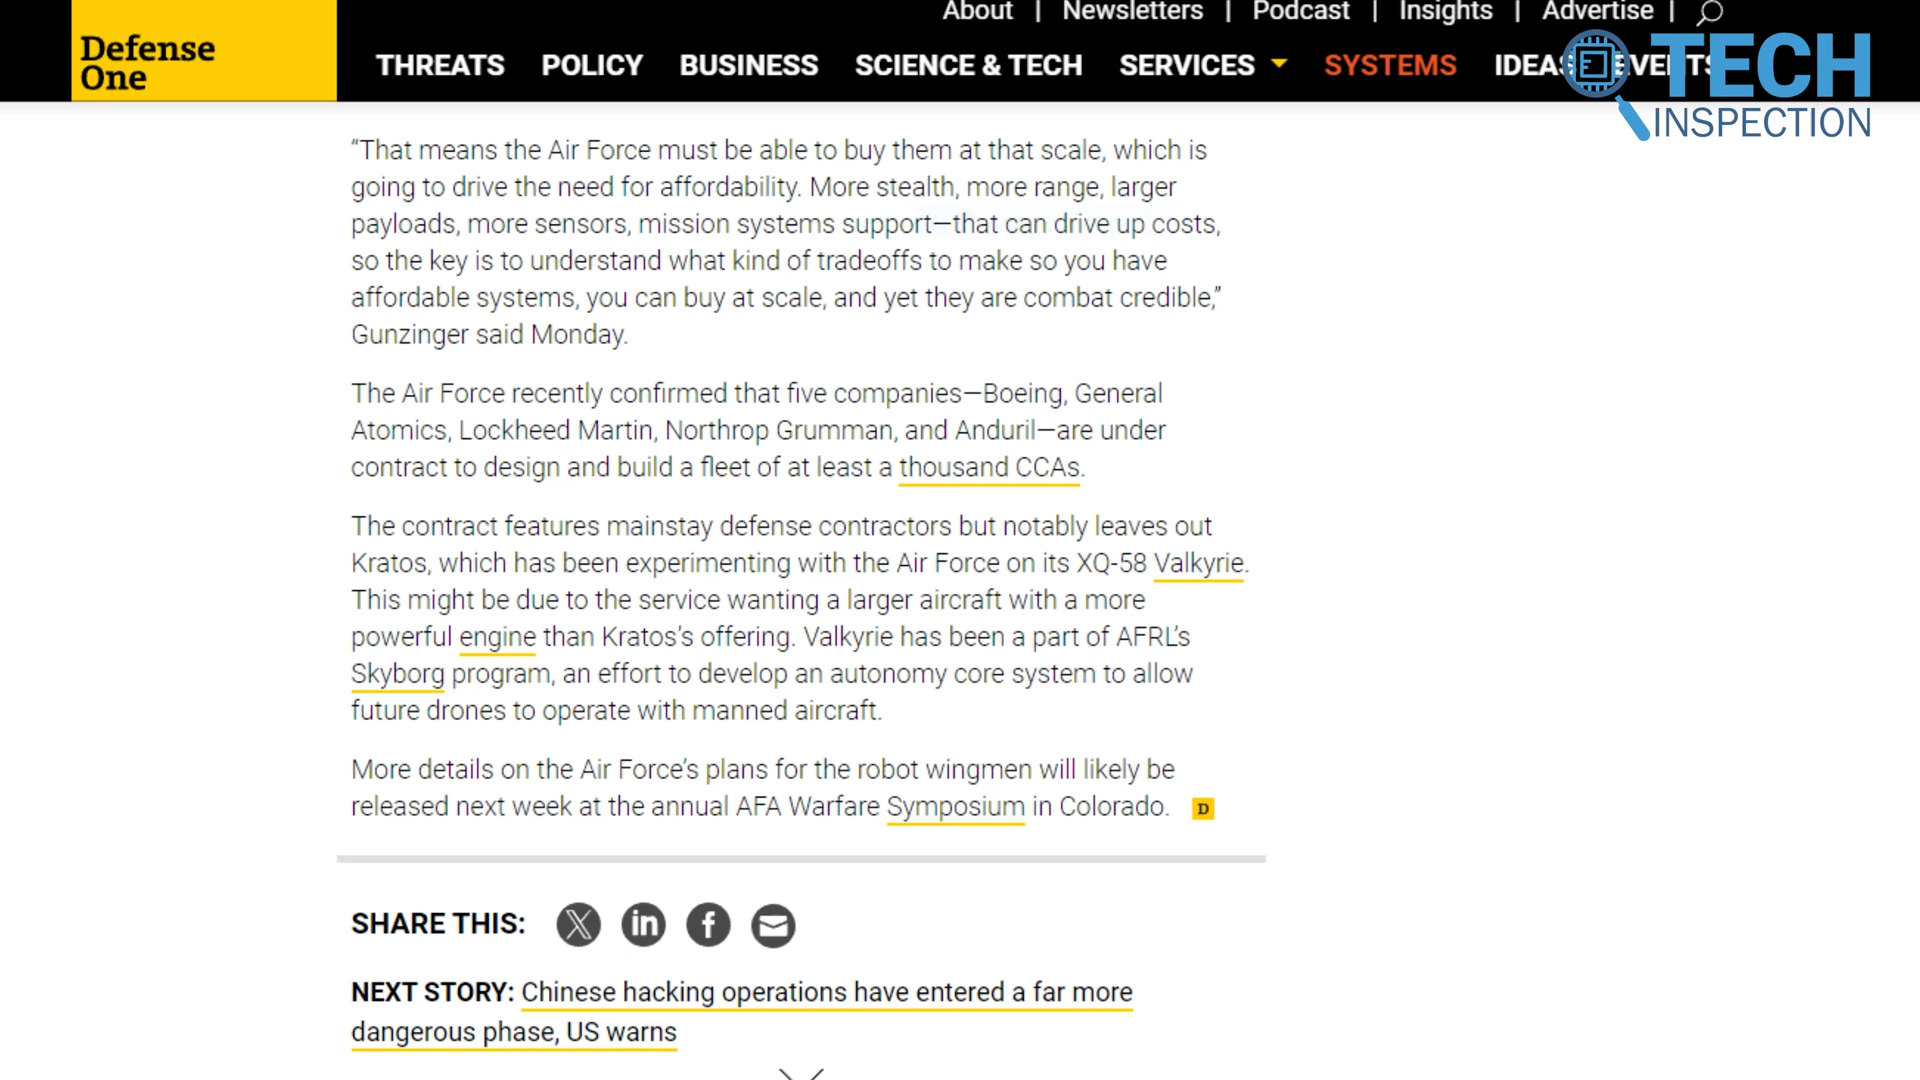 About | Newsletters | Podcast | Insights | Advertise |
Defense
One
THREATS POLICY BUSINESS SCIENCE & TECH SERVICES SYSTEMS IDEAS EVENTS
TECH
INSPECTION
“That means the Air Force must be able to buy them at that scale, which is
going to drive the need for affordability. More stealth, more range, larger
payloads, more sensors, mission systems support—that can drive up costs,
so the key is to understand what kind of tradeoffs to make so you have
affordable systems, you can buy at scale, and yet they are combat credible,”
Gunzinger said Monday.
The Air Force recently confirmed that five companies—Boeing, General
Atomics, Lockheed Martin, Northrop Grumman, and Anduril—are under
contract to design and build a fleet of at least a thousand CCAs.
The contract features mainstay defense contractors but notably leaves out
Kratos, which has been experimenting with the Air Force on its XQ-58 Valkyrie.
This might be due to the service wanting a larger aircraft with a more
powerful engine than Kratos’s offering. Valkyrie has been a part of AFRL’s
Skyborg program, an effort to develop an autonomy core system to allow
future drones to operate with manned aircraft.
More details on the Air Force’s plans for the robot wingmen will likely be
released next week at the annual AFA Warfare Symposium in Colorado. D
SHARE THIS: X in f
NEXT STORY: Chinese hacking operations have entered a far more
dangerous phase, US warns